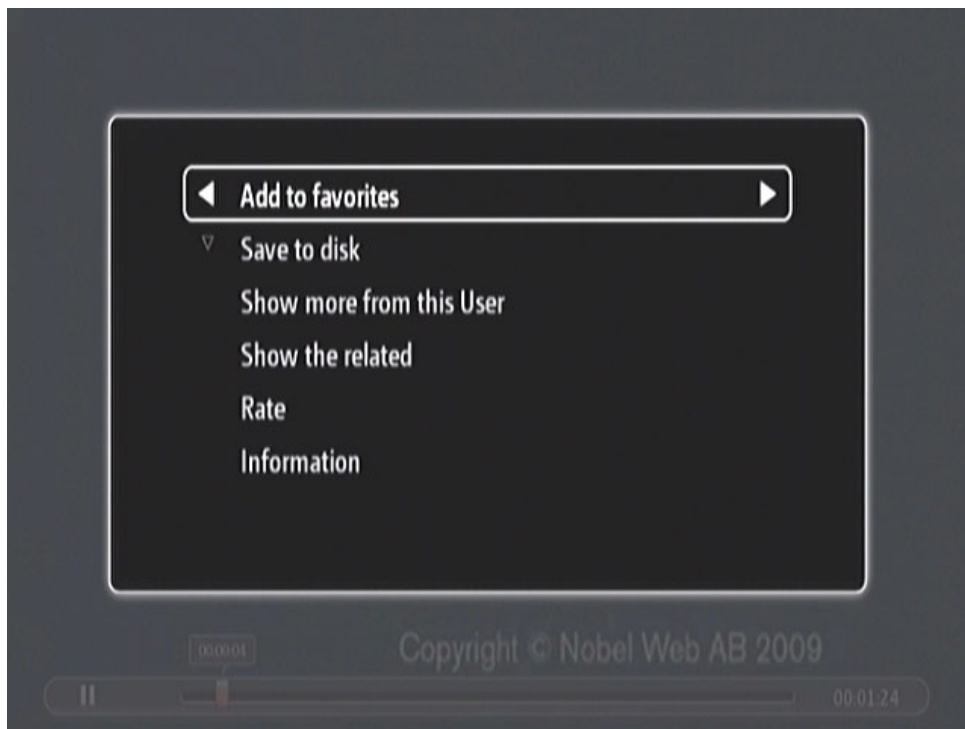 Add to favorites
Save to disk
Show more from this User
Show the related
Rate
Information
00:00:04
Copyright © Nobel Web AB 2009
00:01:24